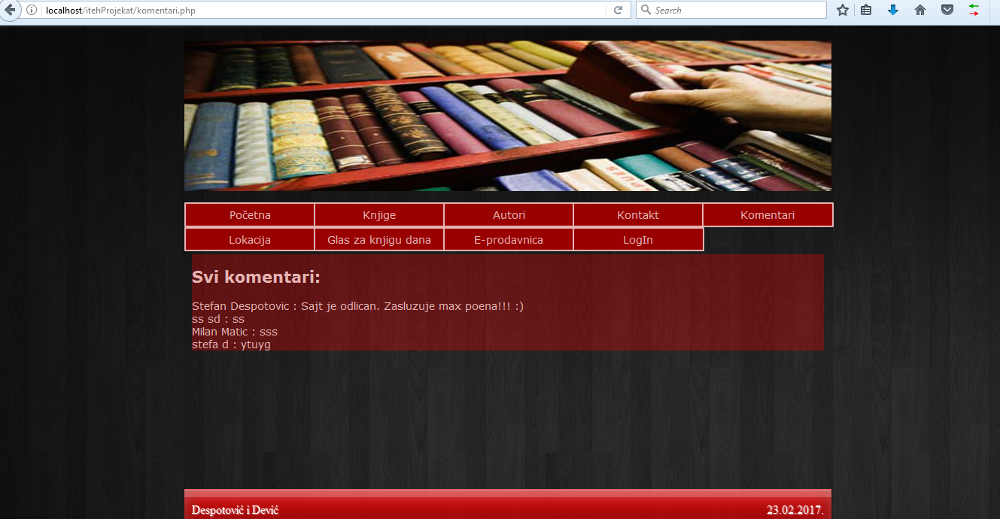 localhost/itehProjekat/komentari.php
Search
PUÉS
Početna Knjige Autori Kontakt Komentari
Lokacija Glas za knjigu dana E-prodavnica LogIn
Svi komentari:
Stefan Despotovic : Sajt je odlican. Zasluzuje max poena!!! :)
ss sd : ss
Milan Matic : sss
stefa d : ytuyg
Despotović i Dević 23.02.2017.